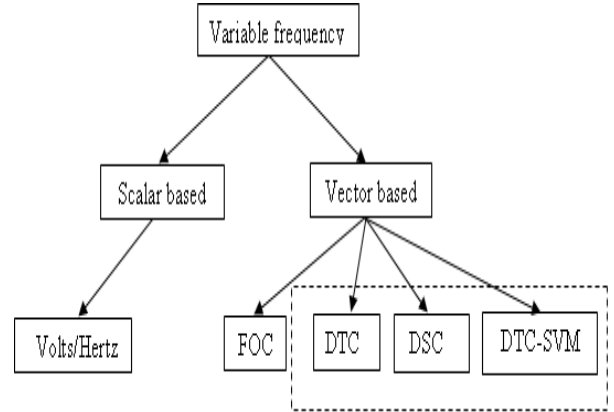 Variable frequency
Scalar based
Vector based
Volts/Hertz
FOC
DTC
DSC
DTC-SVM